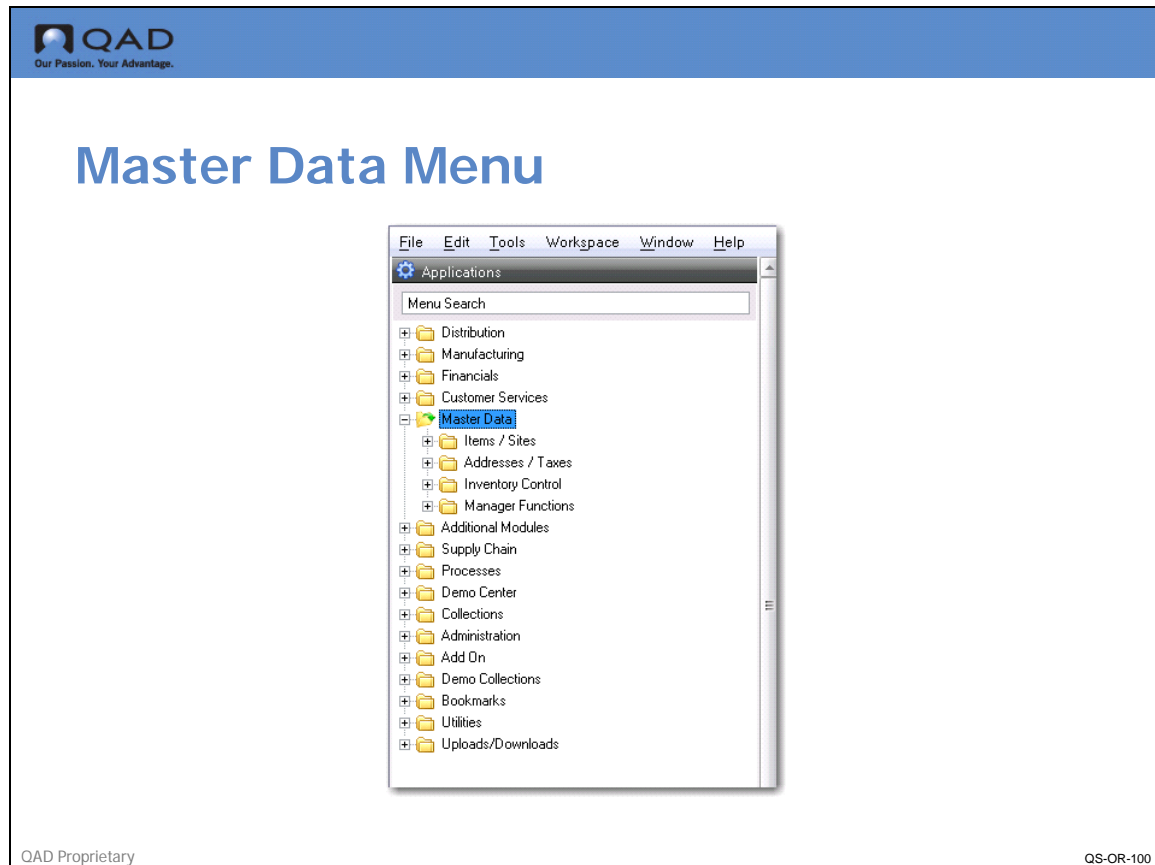 QAD
Our Passion. Your Advantage.
Master Data Menu
File Edit Tools Workspace Window Help
Applications
Menu Search
Distribution
Manufacturing
Financials
Customer Services
Master Data
Items / Sites
Addresses / Taxes
Inventory Control
Manager Functions
Additional Modules
Supply Chain
Processes
Demo Center
Collections
Administration
Add On
Demo Collections
Bookmarks
Utilities
Uploads/Downloads
QAD Proprietary
QS-OR-100